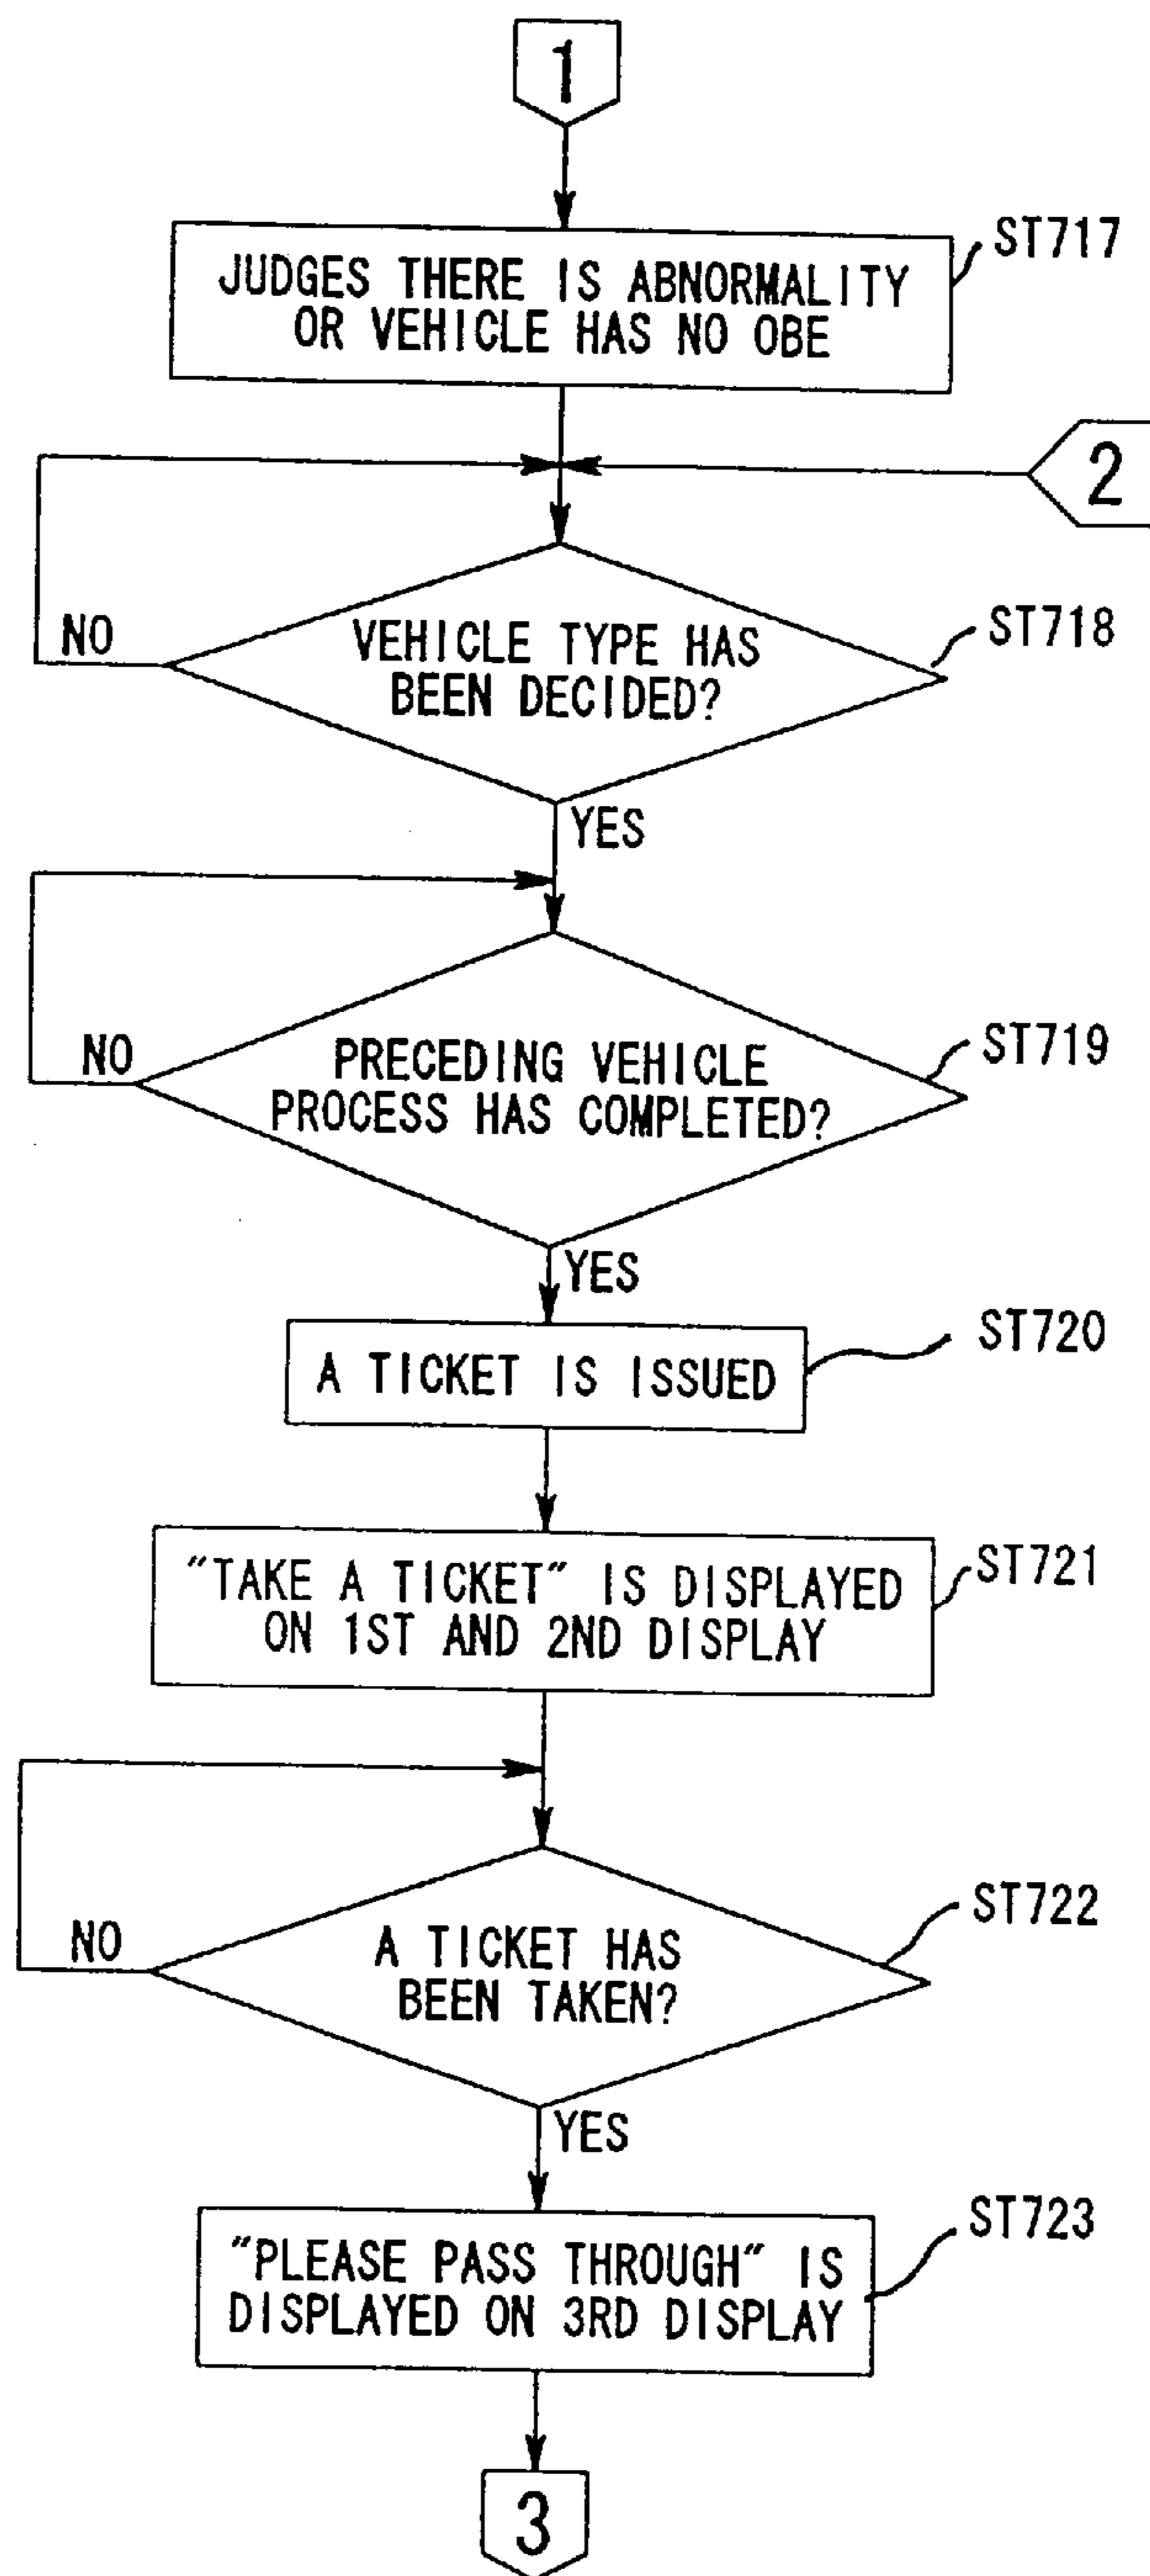 1
ST717
JUDGES THERE IS ABNORMALITY
OR VEHICLE HAS NO OBE
2
ST718
NO
VEHICLE TYPE HAS
BEEN DECIDED?
YES
ST719
NO
PRECEDING VEHICLE
PROCESS HAS COMPLETED?
YES
ST720
A TICKET IS ISSUED
ST721
"TAKE A TICKET" IS DISPLAYED
ON 1ST AND 2ND DISPLAY
ST722
NO
A TICKET HAS
BEEN TAKEN?
YES
ST723
"PLEASE PASS THROUGH" IS
DISPLAYED ON 3RD DISPLAY
3